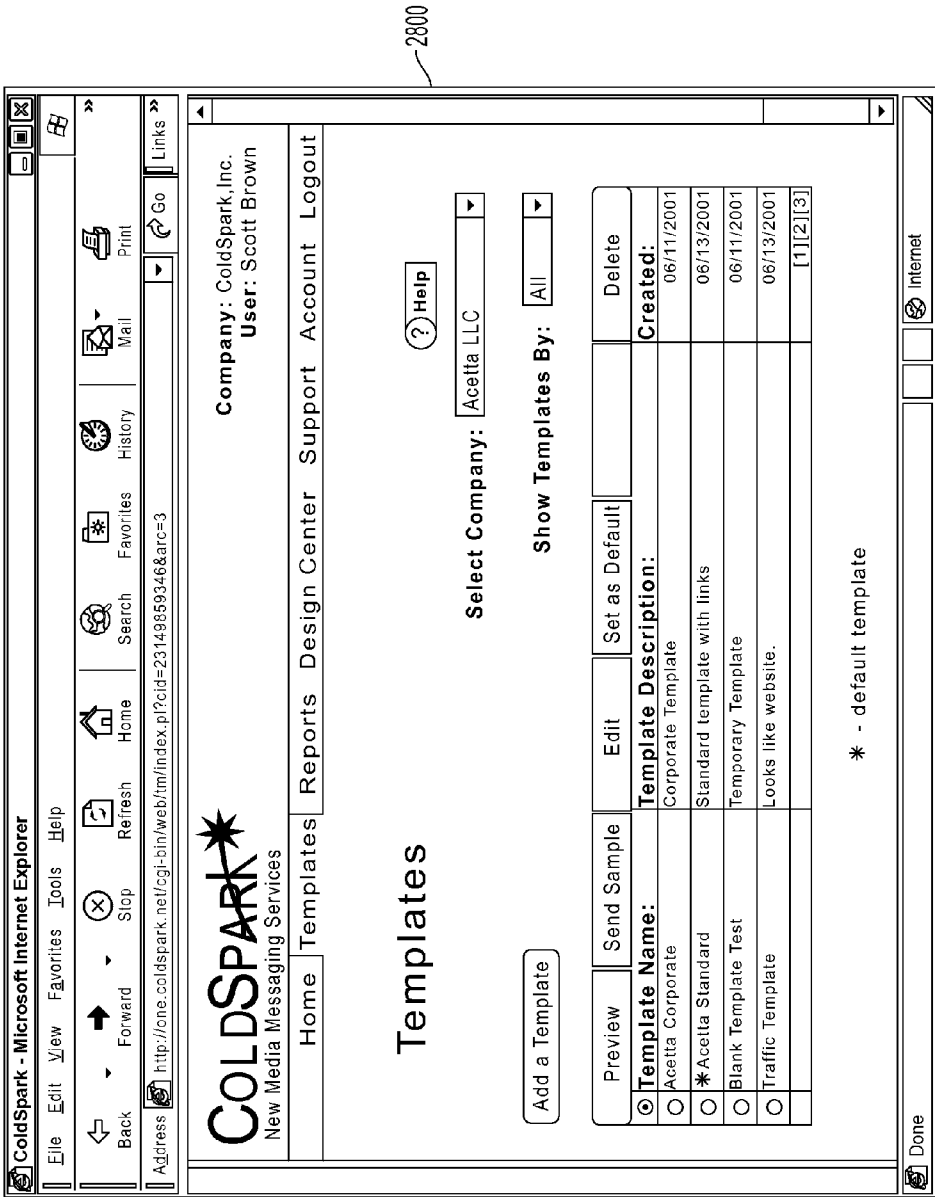 2800
ColdSpark - Microsoft Internet Explorer
File Edit View Favorites Tools Help
Back Forward Stop Refresh Home Search Favorites History Mail Print »
Address http://one.coldspark.net/cgi-bin/web/tm/index.pl?cid=23149859346&arc=3 Go Links »
COLDSPARK
New Media Messaging Services
Company: ColdSpark,Inc.
User: Scott Brown
Home Templates Reports Design Center Support Account Logout
Templates
? Help
Select Company: Acetta LLC
Add a Template
Show Templates By: All
Preview Send Sample Edit Set as Default Delete
Template Name: Template Description: Created:
Acetta Corporate Corporate Template 06/11/2001
*Acetta Standard Standard template with links 06/13/2001
Blank Template Test Temporary Template 06/11/2001
Traffic Template Looks like website. 06/13/2001
[1][2][3]
* - default template
Done Internet